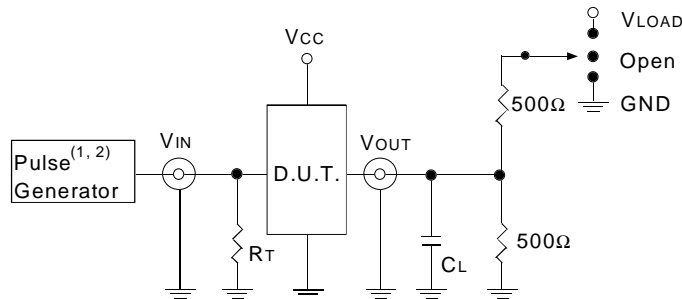 VLOAD
VCC
Open
500Ω
GND
VIN
VOUT
Pulse(1, 2)
Generator
D.U.T.
RT
CL
500Ω